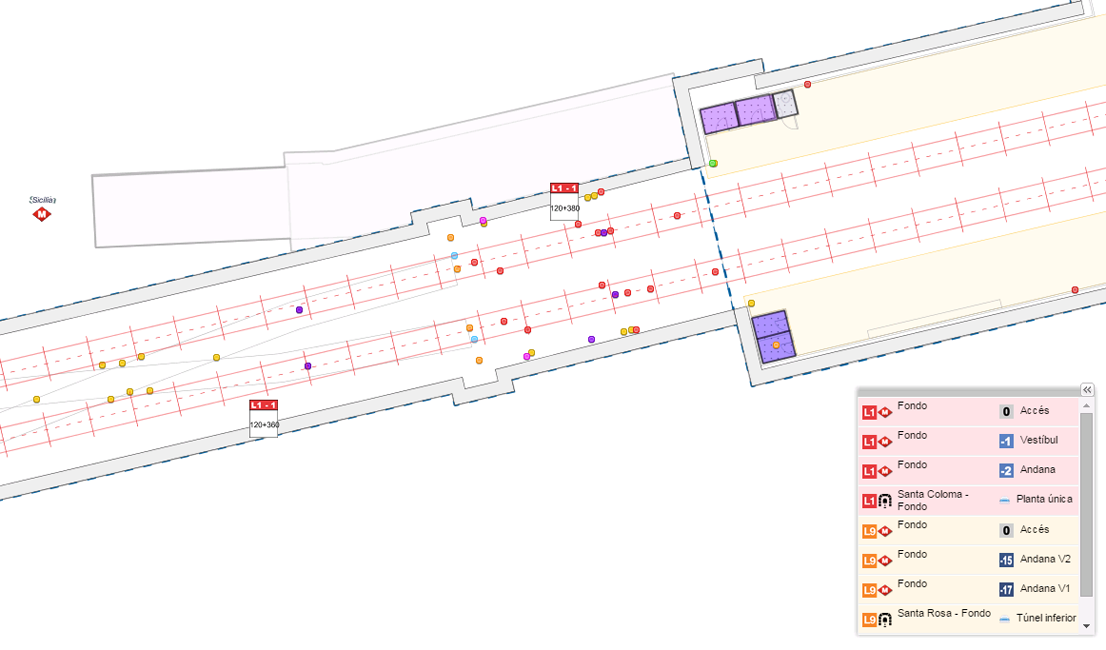 (Sicília)
M
L1 - 1
120+380
L1 - 1
120+360
L1 M Fondo 0 Accés
L1 M Fondo -1 Vestíbul
L1 M Fondo -2 Andana
L1 Santa Coloma -
Fondo Planta única
L9 M Fondo 0 Accés
L9 M Fondo -15 Andana V2
L9 M Fondo -17 Andana V1
L9 Santa Rosa - Fondo Túnel inferior